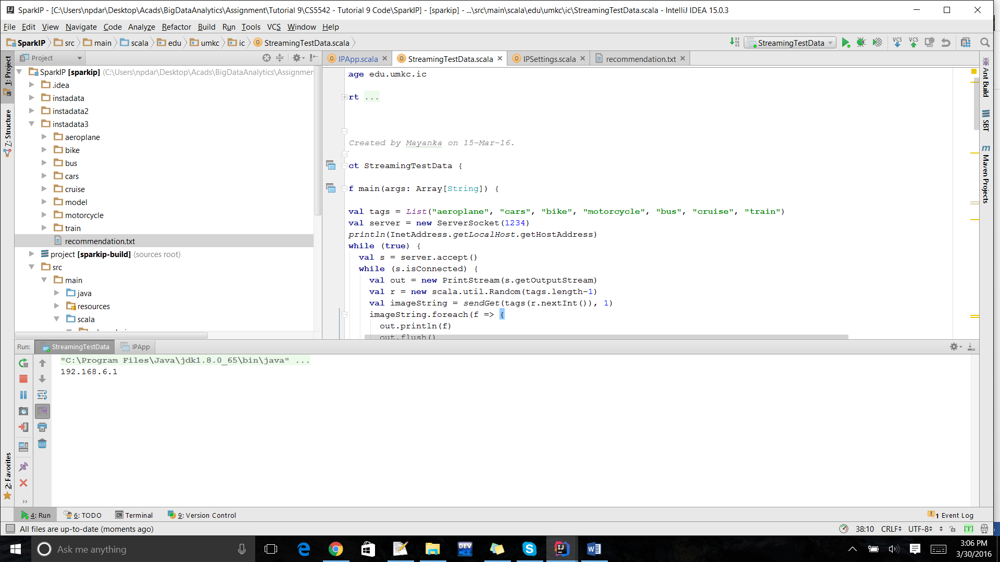 SparkIP - [C:\Users\npdar\Desktop\Acads\BigDataAnalytics\Assignment\Tutorial 9\CS5542 - Tutorial 9 Code\SparkIP] - [sparkip] - ...\src\main\scala\edu\umkc\ic\StreamingTestData.scala - IntelliJ IDEA 15.0.3
File Edit View Navigate Code Analyze Refactor Build Run Tools VCS Window Help
SparkIP src main scala edu umkc ic StreamingTestData.scala
StreamingTestData VCS VCS
Project
IPApp.scala StreamingTestData.scala IPSettings.scala recommendation.txt
1: Project
7: Structure
2: Favorites
SparkIP [sparkip] (C:\Users\npdar\Desktop\Acads\BigDataAnalytics\Assignmen
.idea
instadata
instadata2
instadata3
aeroplane
bike
bus
cars
cruise
model
motorcycle
train
recommendation.txt
project [sparkip-build] (sources root)
src
main
java
resources
scala
age edu.umkc.ic
rt ...
Created by Mayanka on 15-Mar-16.
ct StreamingTestData {
f main(args: Array[String]) {
val tags = List("aeroplane", "cars", "bike", "motorcycle", "bus", "cruise", "train")
val server = new ServerSocket(1234)
println(InetAddress.getLocalHost.getHostAddress)
while (true) {
val s = server.accept()
while (s.isConnected) {
val out = new PrintStream(s.getOutputStream)
val r = new scala.util.Random(tags.length-1)
val imageString = sendGet(tags(r.nextInt()), 1)
imageString.foreach(f => {
out.println(f)
out.flush()
Ant Build
SBT
Maven Projects
Run: StreamingTestData IPApp
"C:\Program Files\Java\jdk1.8.0_65\bin\java" ...
192.168.6.1
4: Run 6: TODO Terminal 9: Version Control 1 Event Log
All files are up-to-date (moments ago) 38:10 CRLF UTF-8 [T]
Ask me anything
DEV
3:06 PM
3/30/2016